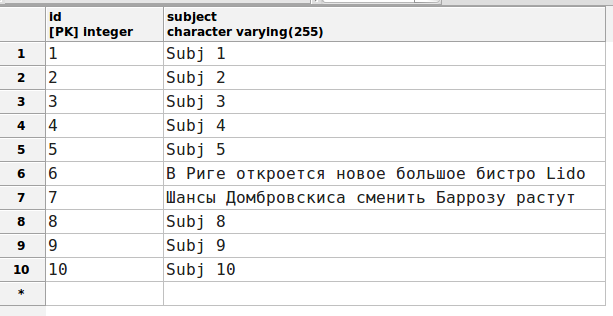 id subject
[PK] integer character varying(255)
1 1 Subj 1
2 2 Subj 2
3 3 Subj 3
4 4 Subj 4
5 5 Subj 5
6 6 В Риге откроется новое большое бистро Lido
7 7 Шансы Домбровскиса сменить Баррозу растут
8 8 Subj 8
9 9 Subj 9
10 10 Subj 10
*